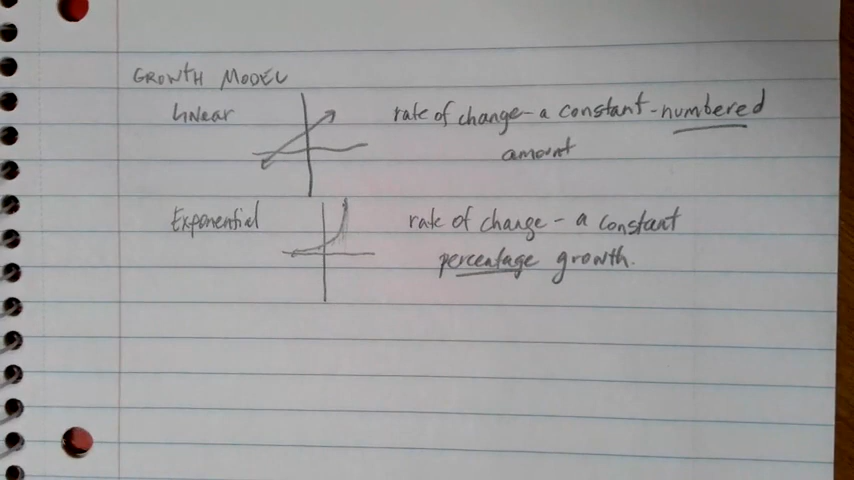 GROWTH MODEL
Linear rate of change - a constant - numbered
amount
Exponential rate of change - a constant
percentage growth.